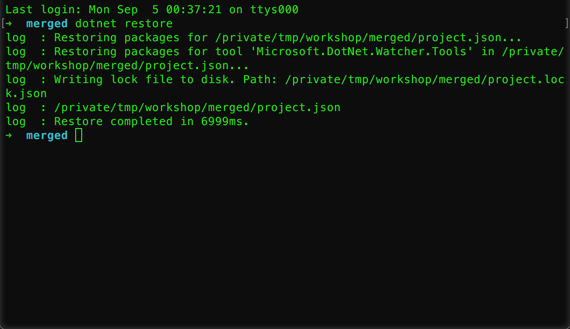 Last login: Mon Sep  5 00:37:21 on ttys000
[➜  merged dotnet restore ]
log  : Restoring packages for /private/tmp/workshop/merged/project.json...
log  : Restoring packages for tool 'Microsoft.DotNet.Watcher.Tools' in /private/
tmp/workshop/merged/project.json...
log  : Writing lock file to disk. Path: /private/tmp/workshop/merged/project.loc
k.json
log  : /private/tmp/workshop/merged/project.json
log  : Restore completed in 6999ms.
➜  merged